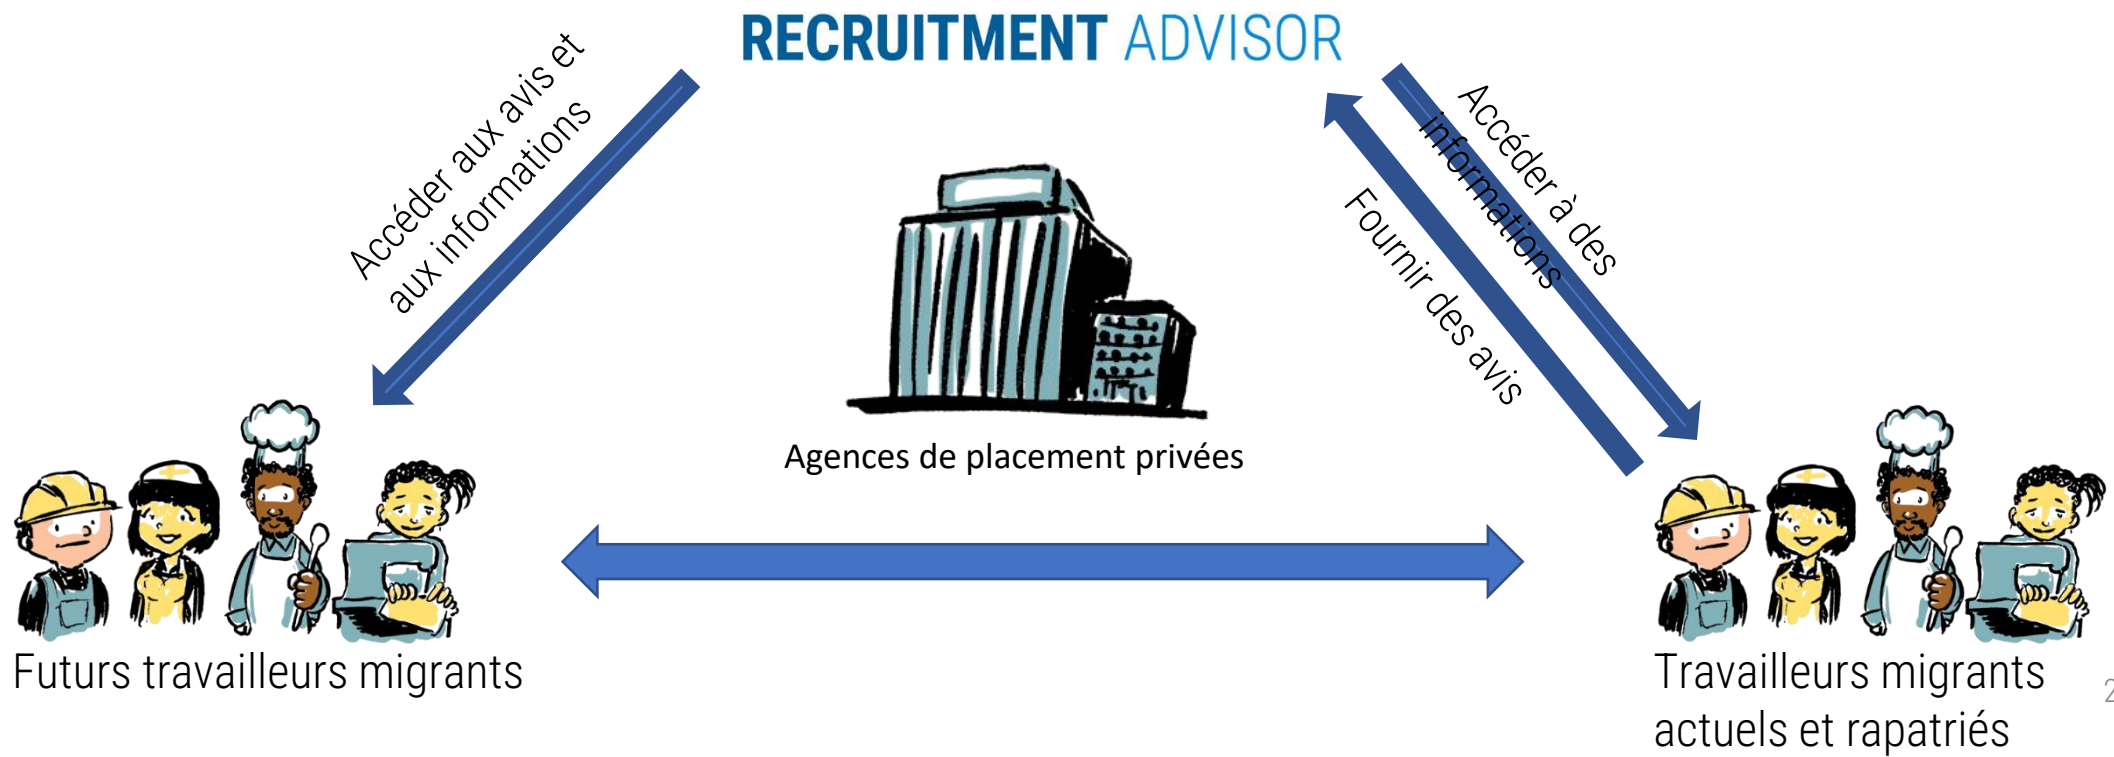 RECRUITMENT ADVISOR
Accéder aux avis et
aux informations
Accéder à des
informations
Fournir des avis
Agences de placement privées
Futurs travailleurs migrants
Travailleurs migrants
actuels et rapatriés
2